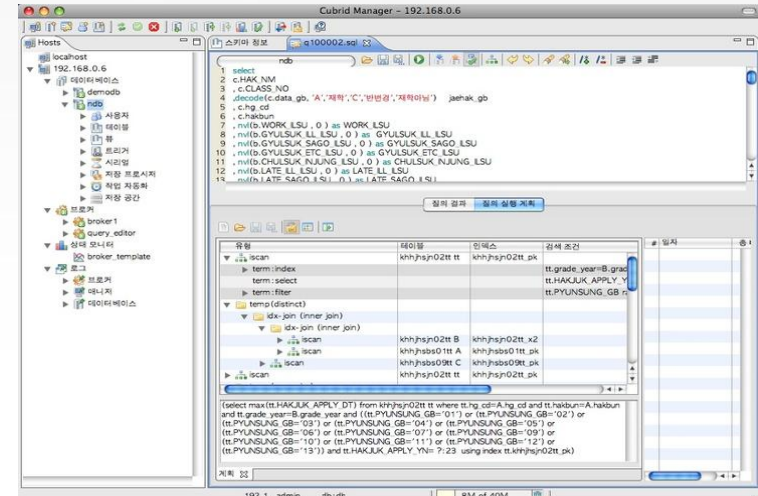 Cubrid Manager - 192.168.0.6
Hosts
localhost
192.168.0.6
데이터베이스
demodb
ndb
사용자
테이블
뷰
트리거
시리얼
저장 프로시저
작업 자동화
저장 공간
브로커
broker1
query_editor
상태 모니터
broker_template
로그
브로커
매니저
데이터베이스
스키마 정보
q100002.sql
ndb
1 select
2 c.HAK_NM
3 , c.CLASS_NO
4 ,decode(c.data_gb, 'A','재학','C','반변경','재학아님') jaehak_gb
5 , c.hg_cd
6 , c.hakbun
7 , nvl(b.WORK_ILSU , 0 ) as WORK_ILSU
8 , nvl(b.GYULSUK_ILL_ILSU , 0 ) as GYULSUK_ILL_ILSU
9 , nvl(b.GYULSUK_SAGO_ILSU , 0 ) as GYULSUK_SAGO_ILSU
10 , nvl(b.GYULSUK_ETC_ILSU , 0 ) as GYULSUK_ETC_ILSU
11 , nvl(b.CHULSUK_INJUNG_ILSU , 0 ) as CHULSUK_INJUNG_ILSU
12 , nvl(b.LATE_ILL_ILSU , 0 ) as LATE_ILL_ILSU
13 , nvl(b.LATE_SAGO_ILSU , 0 ) as LATE_SAGO_ILSU
질의 결과 질의 실행 계획
유형 테이블 인덱스 검색 조건 # 일자
iscan khhjhsjn02tt tt khhjhsjn02tt_pk
term:index tt.grade_year=B.grad
term:select tt.HAKJUK_APPLY_Y
term:filter tt.PYUNSUNG_GB
temp(distinct)
idx-join (inner join)
idx-join (inner join)
iscan khhjhsjn02tt B khhjhsjn02tt_x2
iscan khhjhsbs01tt A khhjhsbs01tt_pk
iscan khhjhsbs09tt C khhjhsbs09tt_pk
iscan khhjhsjn02tt tt khhjhsjn02tt_pk
(select max(tt.HAKJUK_APPLY_DT) from khhjhsjn02tt tt where tt.hg_cd=A.hg_cd and tt.hakbun=A.hakbun
and tt.grade_year=B.grade_year and ((tt.PYUNSUNG_GB='01') or (tt.PYUNSUNG_GB='02') or
(tt.PYUNSUNG_GB='03') or (tt.PYUNSUNG_GB='04') or (tt.PYUNSUNG_GB='05') or
(tt.PYUNSUNG_GB='06') or (tt.PYUNSUNG_GB='07') or (tt.PYUNSUNG_GB='09') or
(tt.PYUNSUNG_GB='10') or (tt.PYUNSUNG_GB='11') or (tt.PYUNSUNG_GB='12') or
(tt.PYUNSUNG_GB='13')) and tt.HAKJUK_APPLY_YN= ?:23 using index tt.khhjhsjn02tt_pk)
계획
8M of 40M